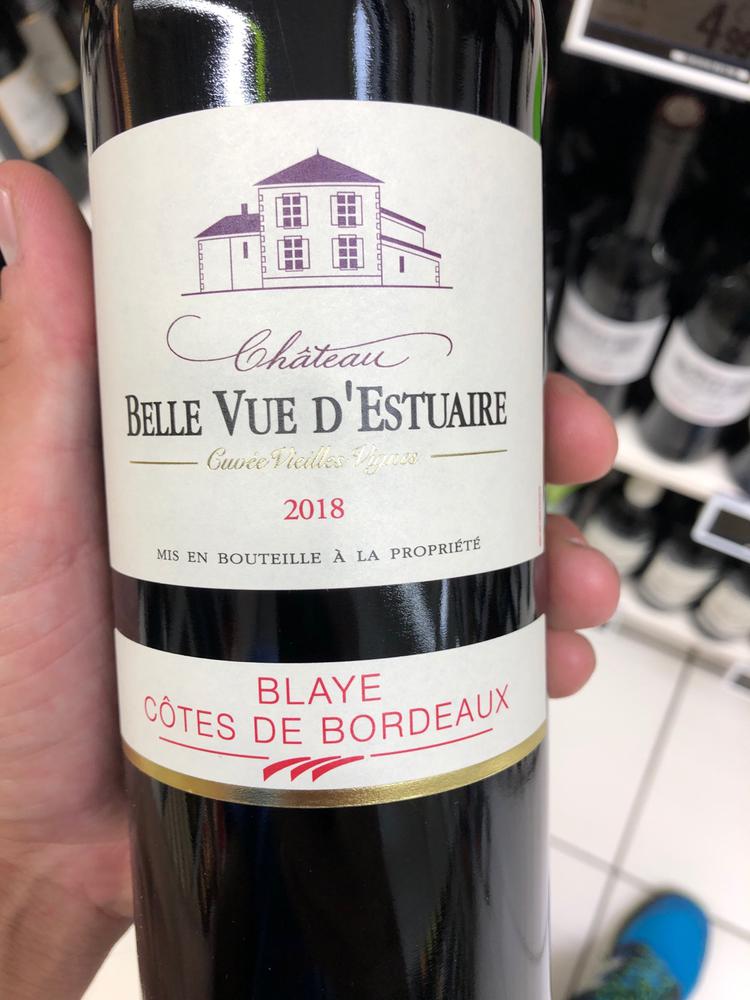 Château
BELLE VUE D'ESTUAIRE
Cuvée Vieilles Vignes
2018
MIS EN BOUTEILLE À LA PROPRIÉTÉ
BLAYE
CÔTES DE BORDEAUX